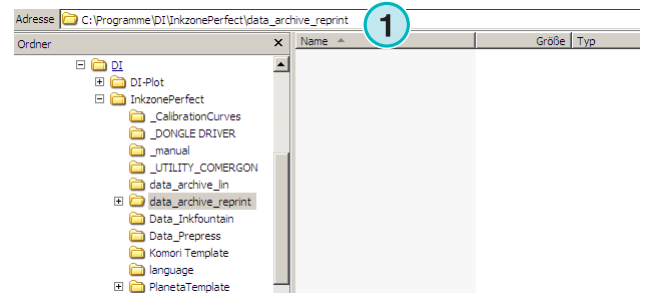 Adresse C:\Programme\DI\InkzonePerfect\data_archive_reprint
1
Ordner x Name Größe Typ
DI
DI-Plot
InkzonePerfect
_CalibrationCurves
_DONGLE DRIVER
_manual
_UTILITY_COMERGON
data_archive_lin
data_archive_reprint
Data_Inkfountain
Data_Prepress
Komori Template
language
PlanetaTemplate